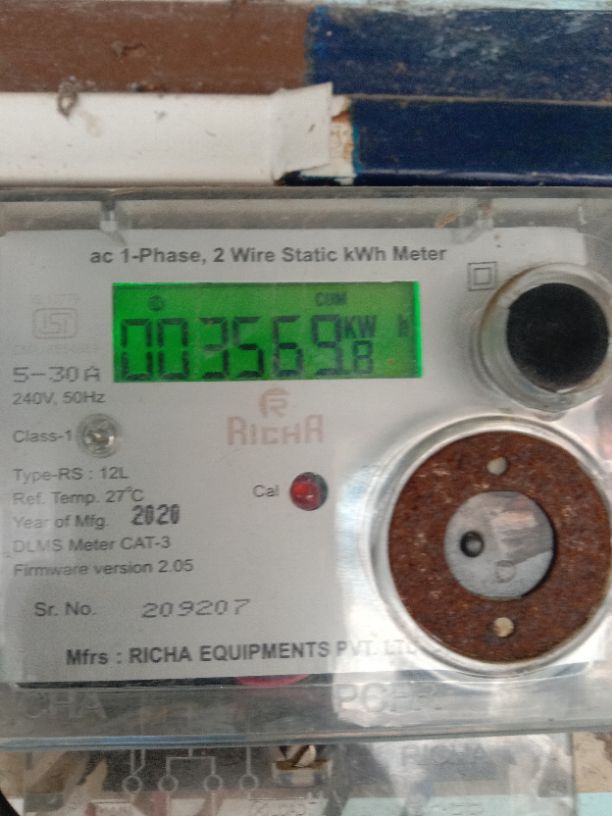 ac 1-Phase, 2 Wire Static kWh Meter
CUM
003569.8 KW h
5-30A
240V, 50Hz
RICHA
Class-1
Type-RS : 12L
Cal
Ref. Temp. 27°C
Year of Mfg. 2020
DLMS Meter CAT-3
Firmware version 2.05
Sr. No. 209207
Mfrs : RICHA EQUIPMENTS PVT. LTD.
RICHA